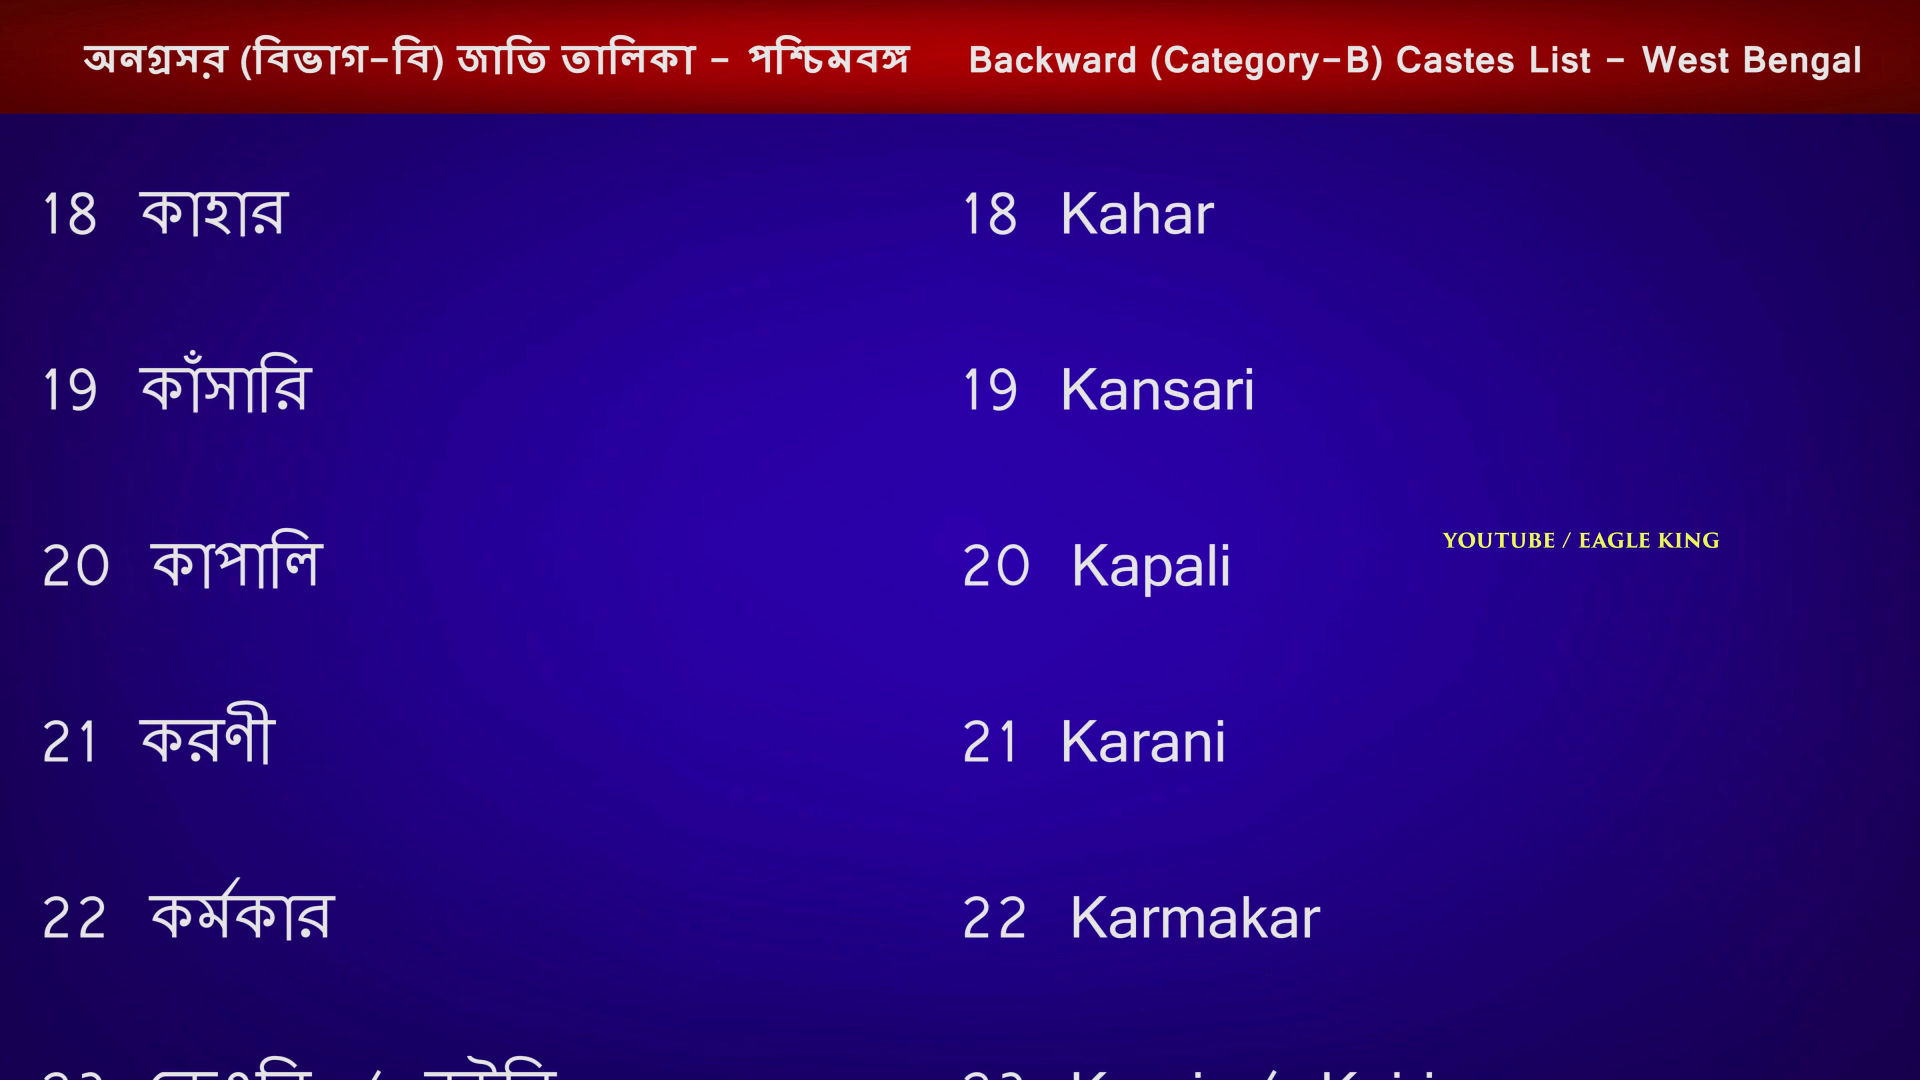 অনগ্রসর (বিভাগ-বি) জাতি তালিকা - পশ্চিমবঙ্গ Backward (Category-B) Castes List - West Bengal
18 কাহার 18 Kahar
19 কাঁসারি 19 Kansari
20 কাপালি 20 Kapali
YOUTUBE / EAGLE KING
21 করণী 21 Karani
22 কর্মকার 22 Karmakar